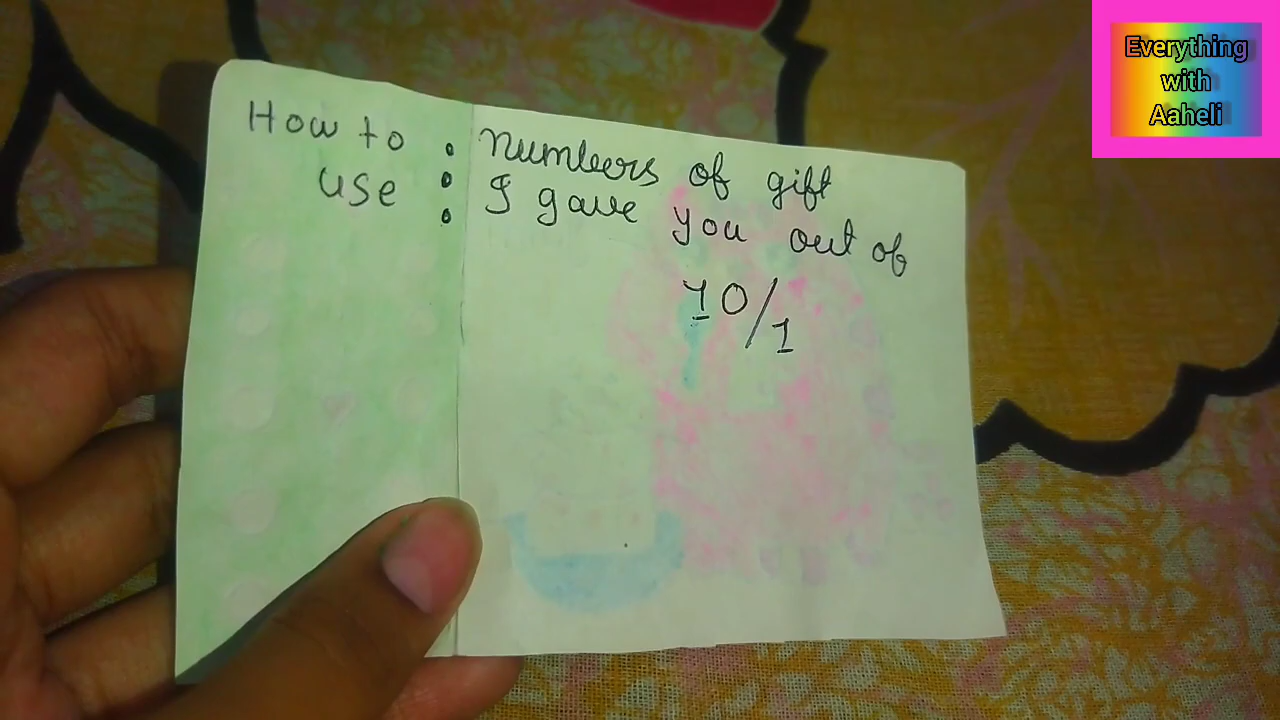 How to : Numbers of gift
use : I gave you out of
10/1
Everything
with
Aaheli